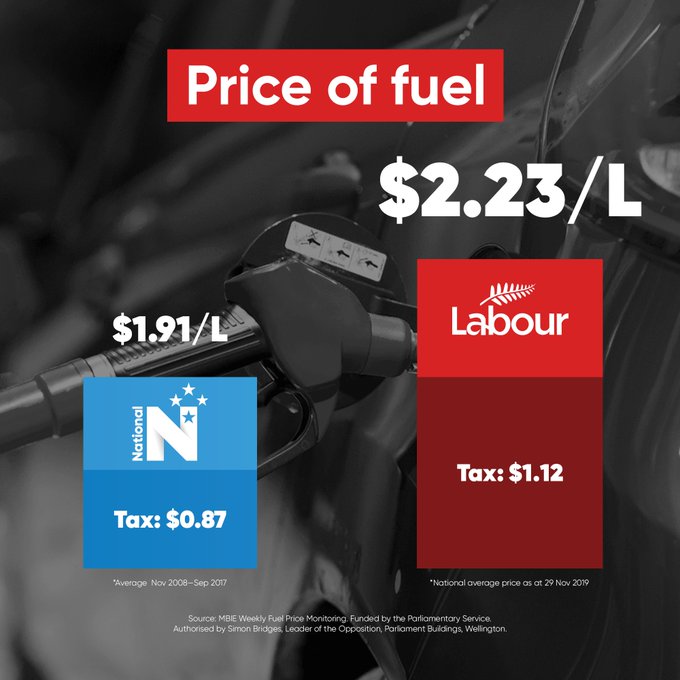 Price of fuel
$2.23/L
Labour
$1.91/L
National
N
Tax: $1.12
Tax: $0.87
*Average Nov 2008—Sep 2017
*National average price as at 29 Nov 2019
Source: MBIE Weekly Fuel Price Monitoring. Funded by the Parliamentary Service.
Authorised by Simon Bridges, Leader of the Opposition, Parliament Buildings, Wellington.